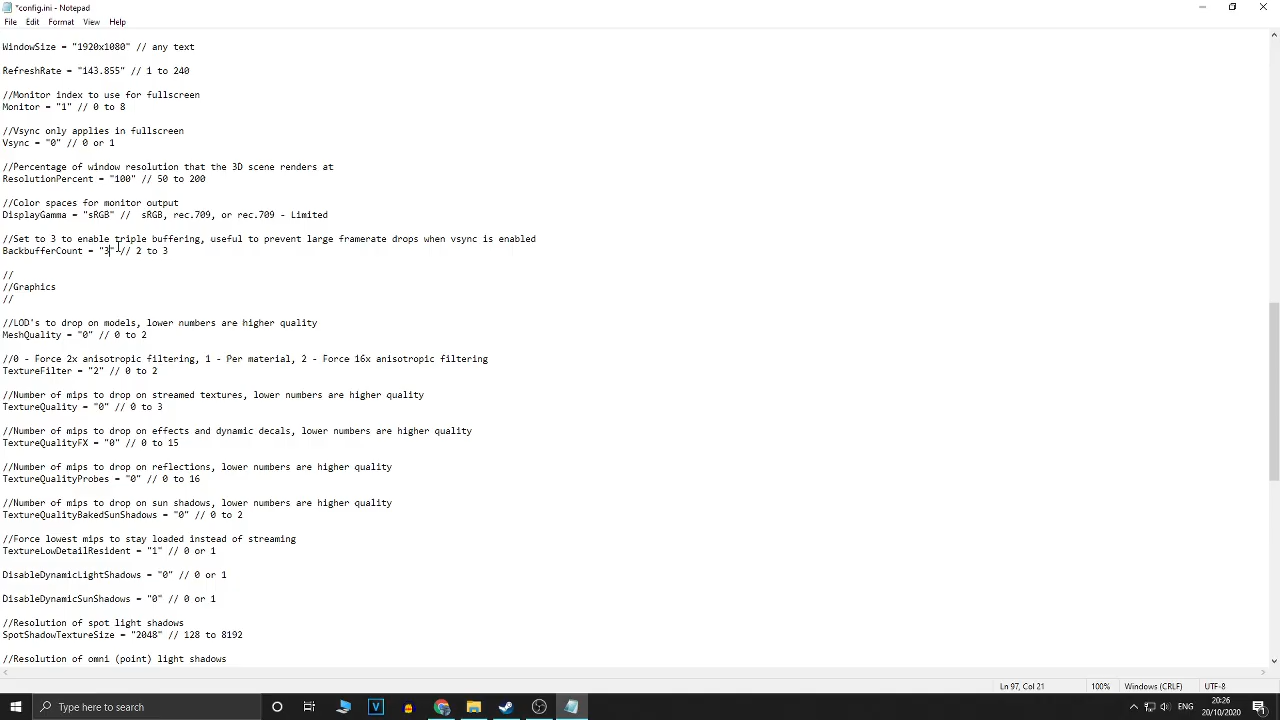 *config.ini - Notepad
File Edit Format View Help
WindowSize = "1920x1080" // any text
RefreshRate = "143.855" // 1 to 240
//Monitor index to use for fullscreen
Monitor = "1" // 0 to 8
//Vsync only applies in fullscreen
Vsync = "0" // 0 or 1
//Percentage of window resolution that the 3D scene renders at
ResolutionPercent = "100" // 50 to 200
//Color spaces for monitor output
DisplayGamma = "sRGB" //  sRGB, rec.709, or rec.709 - Limited
//Set to 3 to enable triple buffering, useful to prevent large framerate drops when vsync is enabled
BackbufferCount = "3" // 2 to 3
//
//Graphics
//
//LOD's to drop on models, lower numbers are higher quality
MeshQuality = "0" // 0 to 2
//0 - Force 2x anisotropic filtering, 1 - Per material, 2 - Force 16x anisotropic filtering
TextureFilter = "2" // 0 to 2
//Number of mips to drop on streamed textures, lower numbers are higher quality
TextureQuality = "0" // 0 to 3
//Number of mips to drop on effects and dynamic decals, lower numbers are higher quality
TextureQualityFX = "0" // 0 to 15
//Number of mips to drop on reflections, lower numbers are higher quality
TextureQualityProbes = "0" // 0 to 16
//Number of mips to drop on sun shadows, lower numbers are higher quality
TextureQualityBakedSunShadows = "0" // 0 to 2
//Force lowest mips to stay loaded instead of streaming
TextureLowDetailResident = "1" // 0 or 1
DisableDynamicLightShadows = "0" // 0 or 1
DisableDynamicSunShadows = "0" // 0 or 1
//Resolution of spot light shadows
SpotShadowTextureSize = "2048" // 128 to 8192
//Resolution of omni (point) light shadows
Ln 97, Col 21 100% Windows (CRLF) UTF-8
Type here to search V ENG 20:26
20/10/2020 1